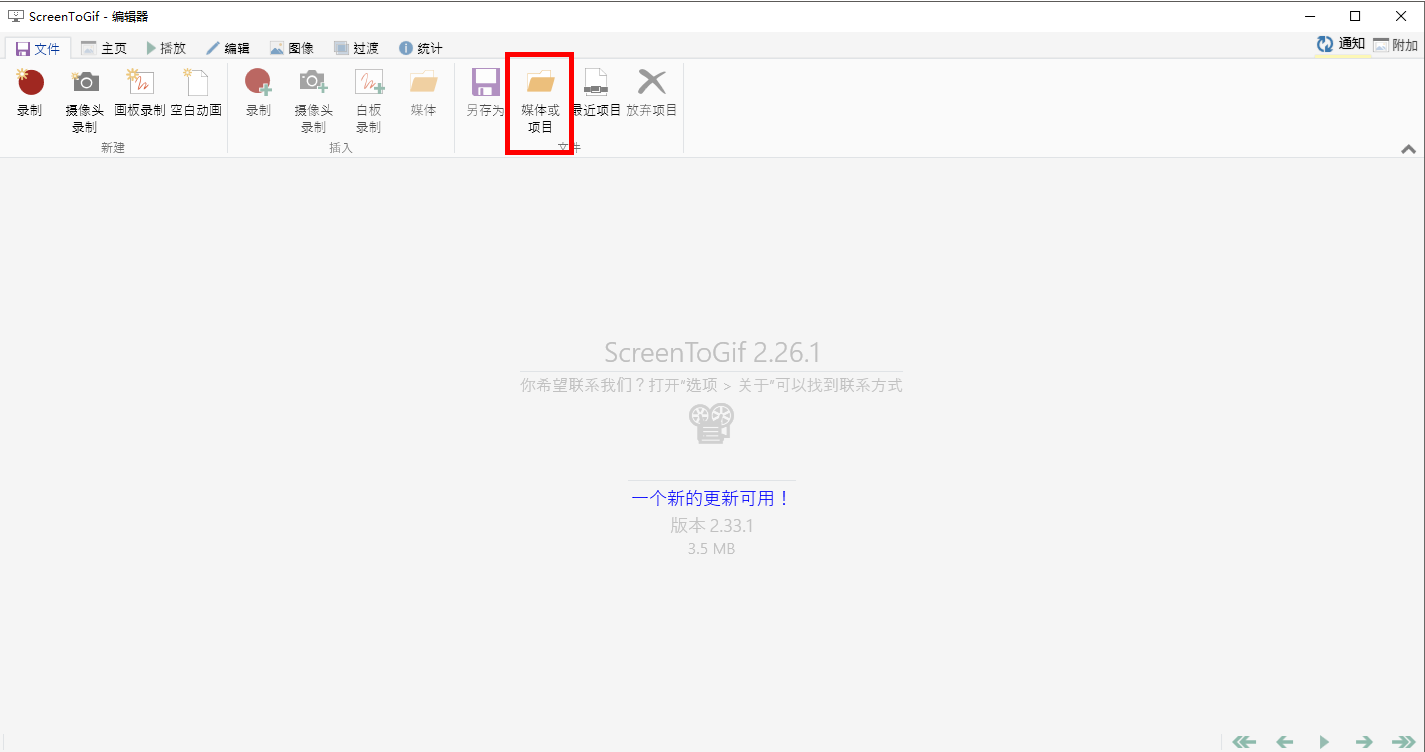 ScreenToGif - 编辑器
文件 主页 播放 编辑 图像 过渡 统计 通知 附加
录制 摄像头 画板录制 空白动画 录制 摄像头 白板 媒体 另存为 媒体或 最近项目 放弃项目
录制 录制 录制 项目
新建 插入 文件
ScreenToGif 2.26.1
你希望联系我们？打开“选项 > 关于”可以找到联系方式
一个新的更新可用！
版本 2.33.1
3.5 MB